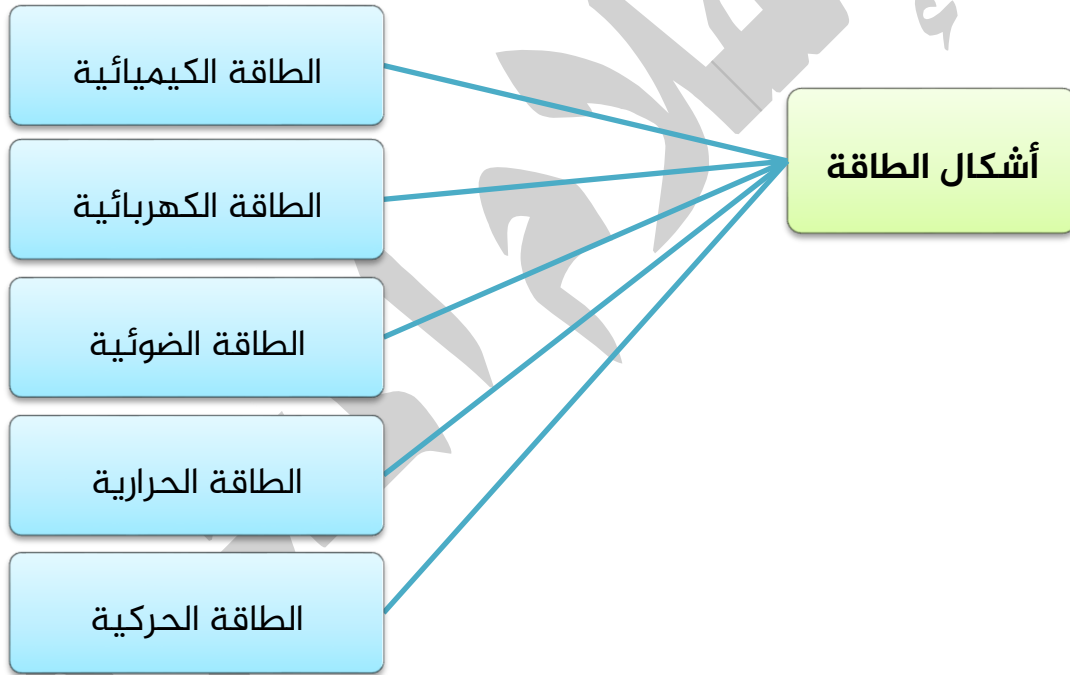 أشكال الطاقة
الطاقة الكيميائية
الطاقة الكهربائية
الطاقة الضوئية
الطاقة الحرارية
الطاقة الحركية